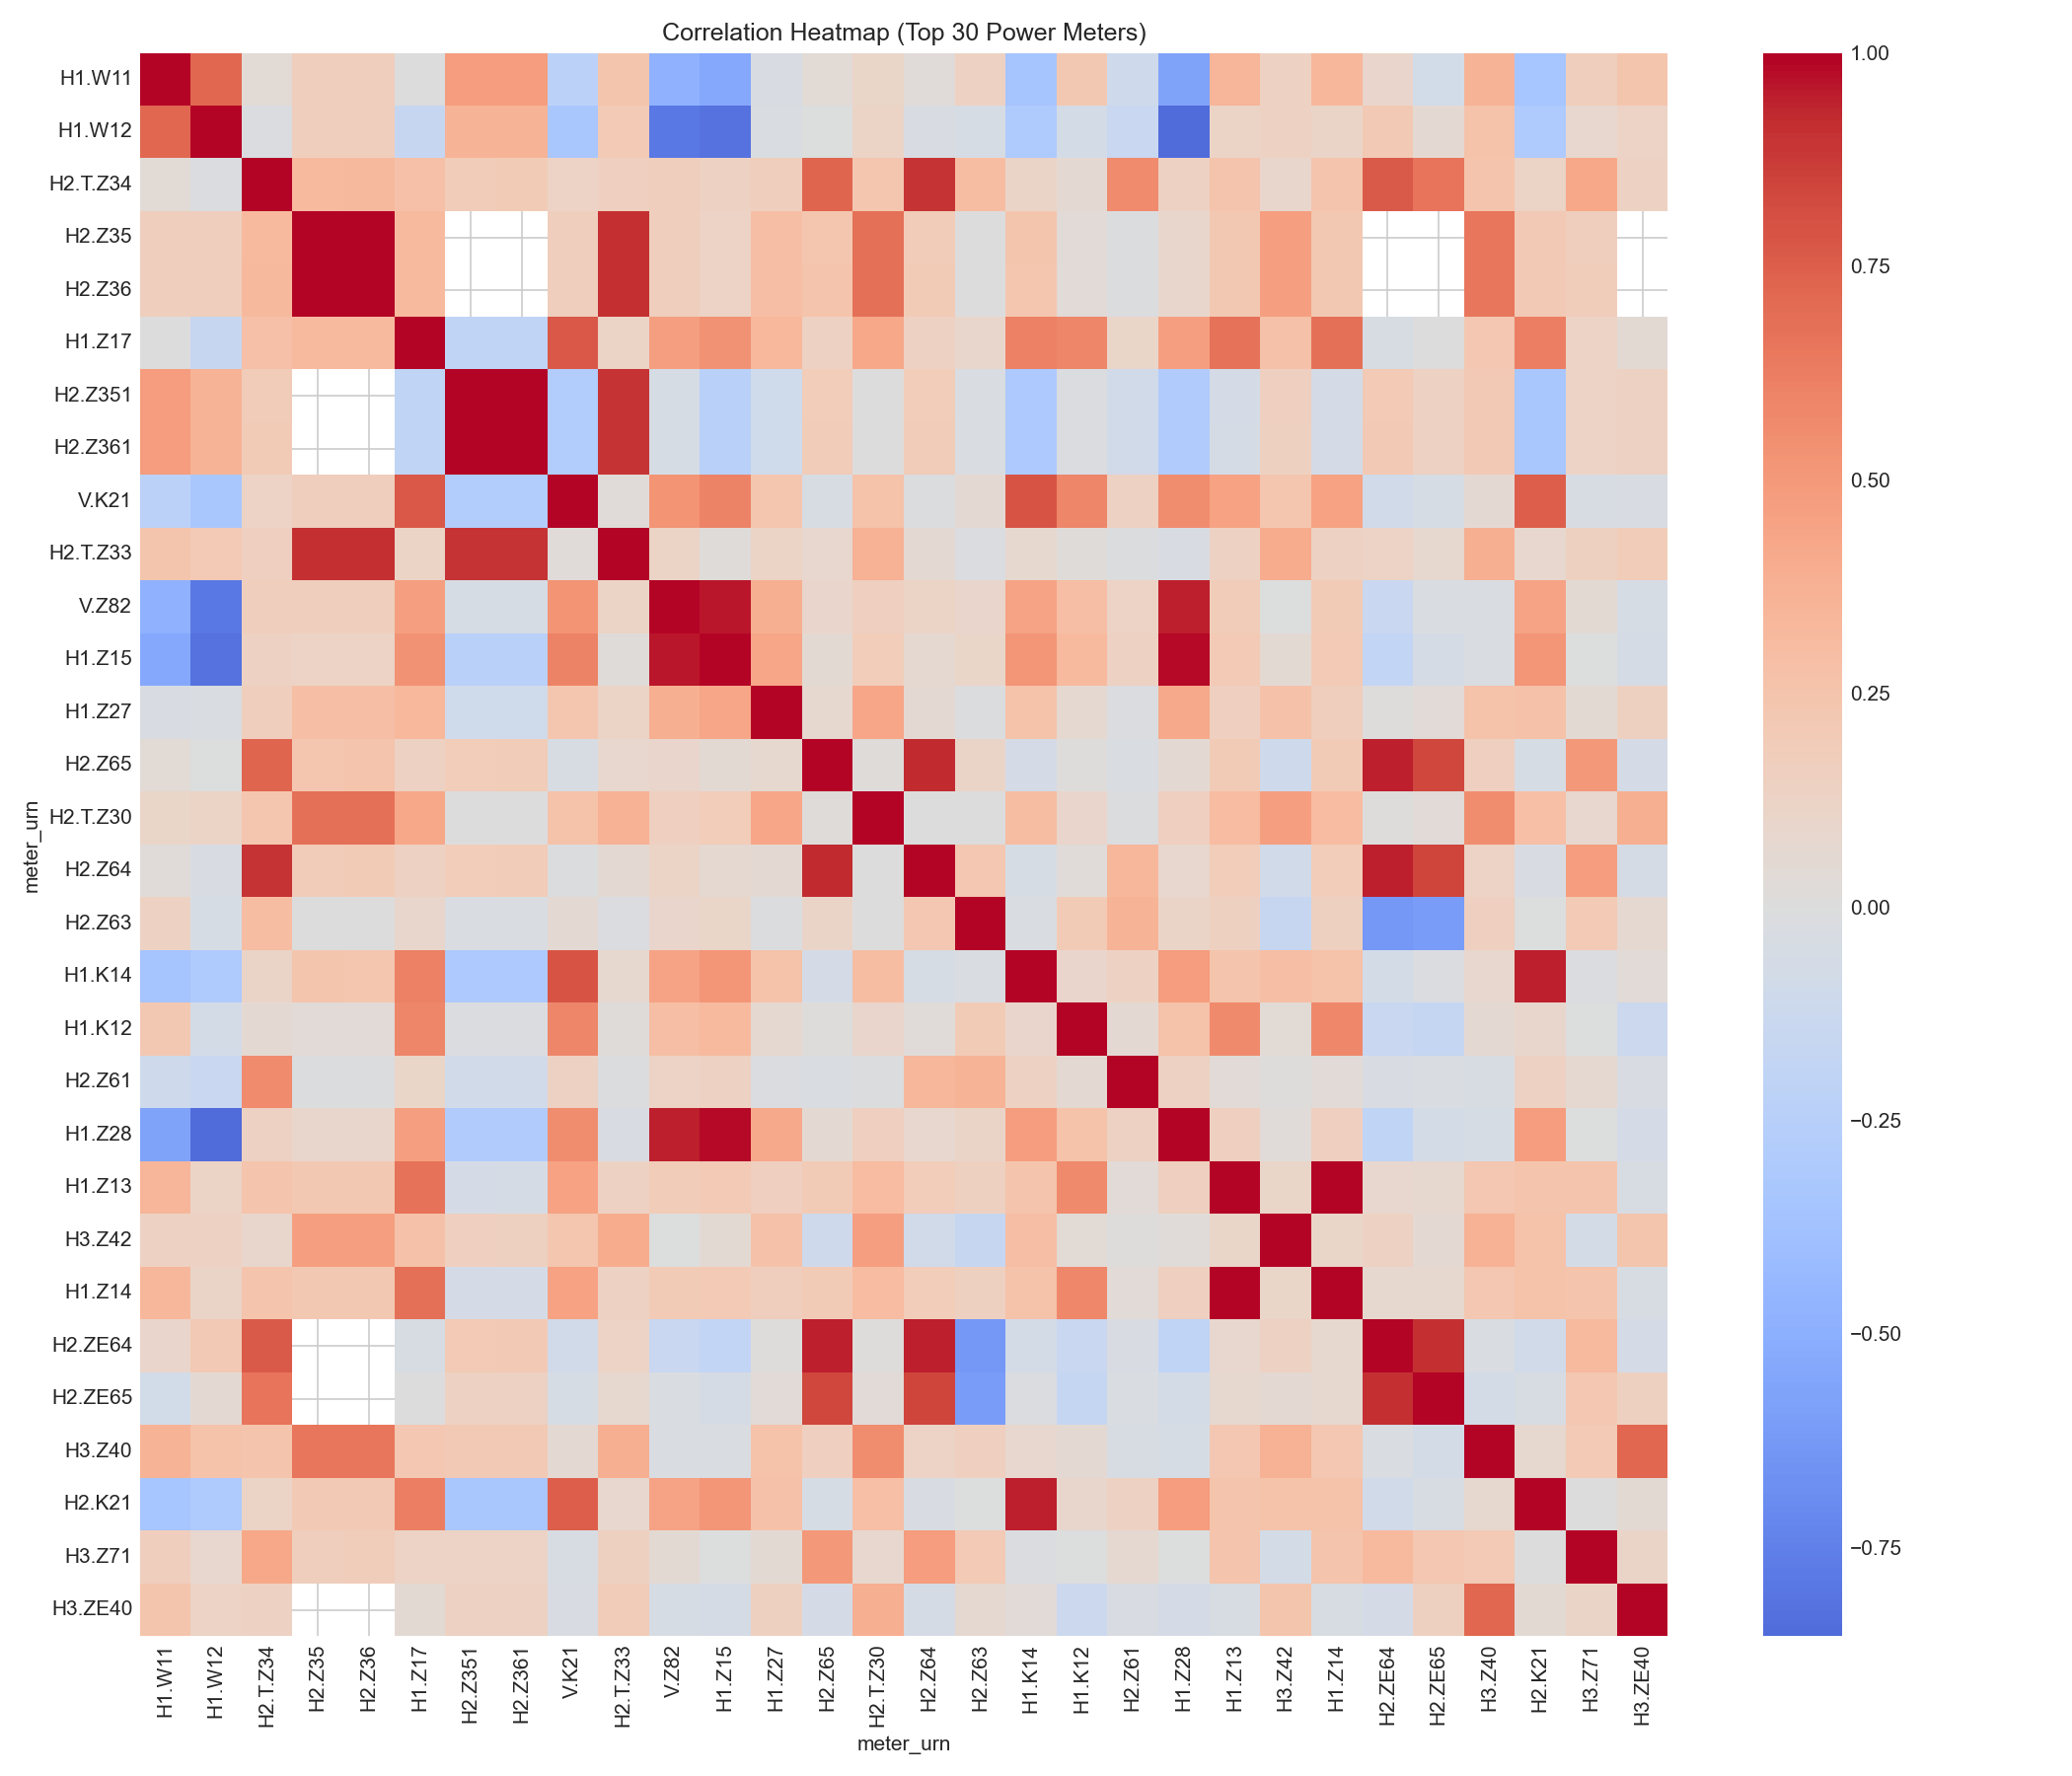 Correlation Heatmap (Top 30 Power Meters)
meter_urn
H1.W11
H1.W12
H2.T.Z34
H2.Z35
H2.Z36
H1.Z17
H2.Z351
H2.Z361
V.K21
H2.T.Z33
V.Z82
H1.Z15
H1.Z27
H2.Z65
H2.T.Z30
H2.Z64
H2.Z63
H1.K14
H1.K12
H2.Z61
H1.Z28
H1.Z13
H3.Z42
H1.Z14
H2.ZE64
H2.ZE65
H3.Z40
H2.K21
H3.Z71
H3.ZE40
H1.W11
H1.W12
H2.T.Z34
H2.Z35
H2.Z36
H1.Z17
H2.Z351
H2.Z361
V.K21
H2.T.Z33
V.Z82
H1.Z15
H1.Z27
H2.Z65
H2.T.Z30
H2.Z64
H2.Z63
H1.K14
H1.K12
H2.Z61
H1.Z28
H1.Z13
H3.Z42
H1.Z14
H2.ZE64
H2.ZE65
H3.Z40
H2.K21
H3.Z71
H3.ZE40
meter_urn
1.00
0.75
0.50
0.25
0.00
−0.25
−0.50
−0.75